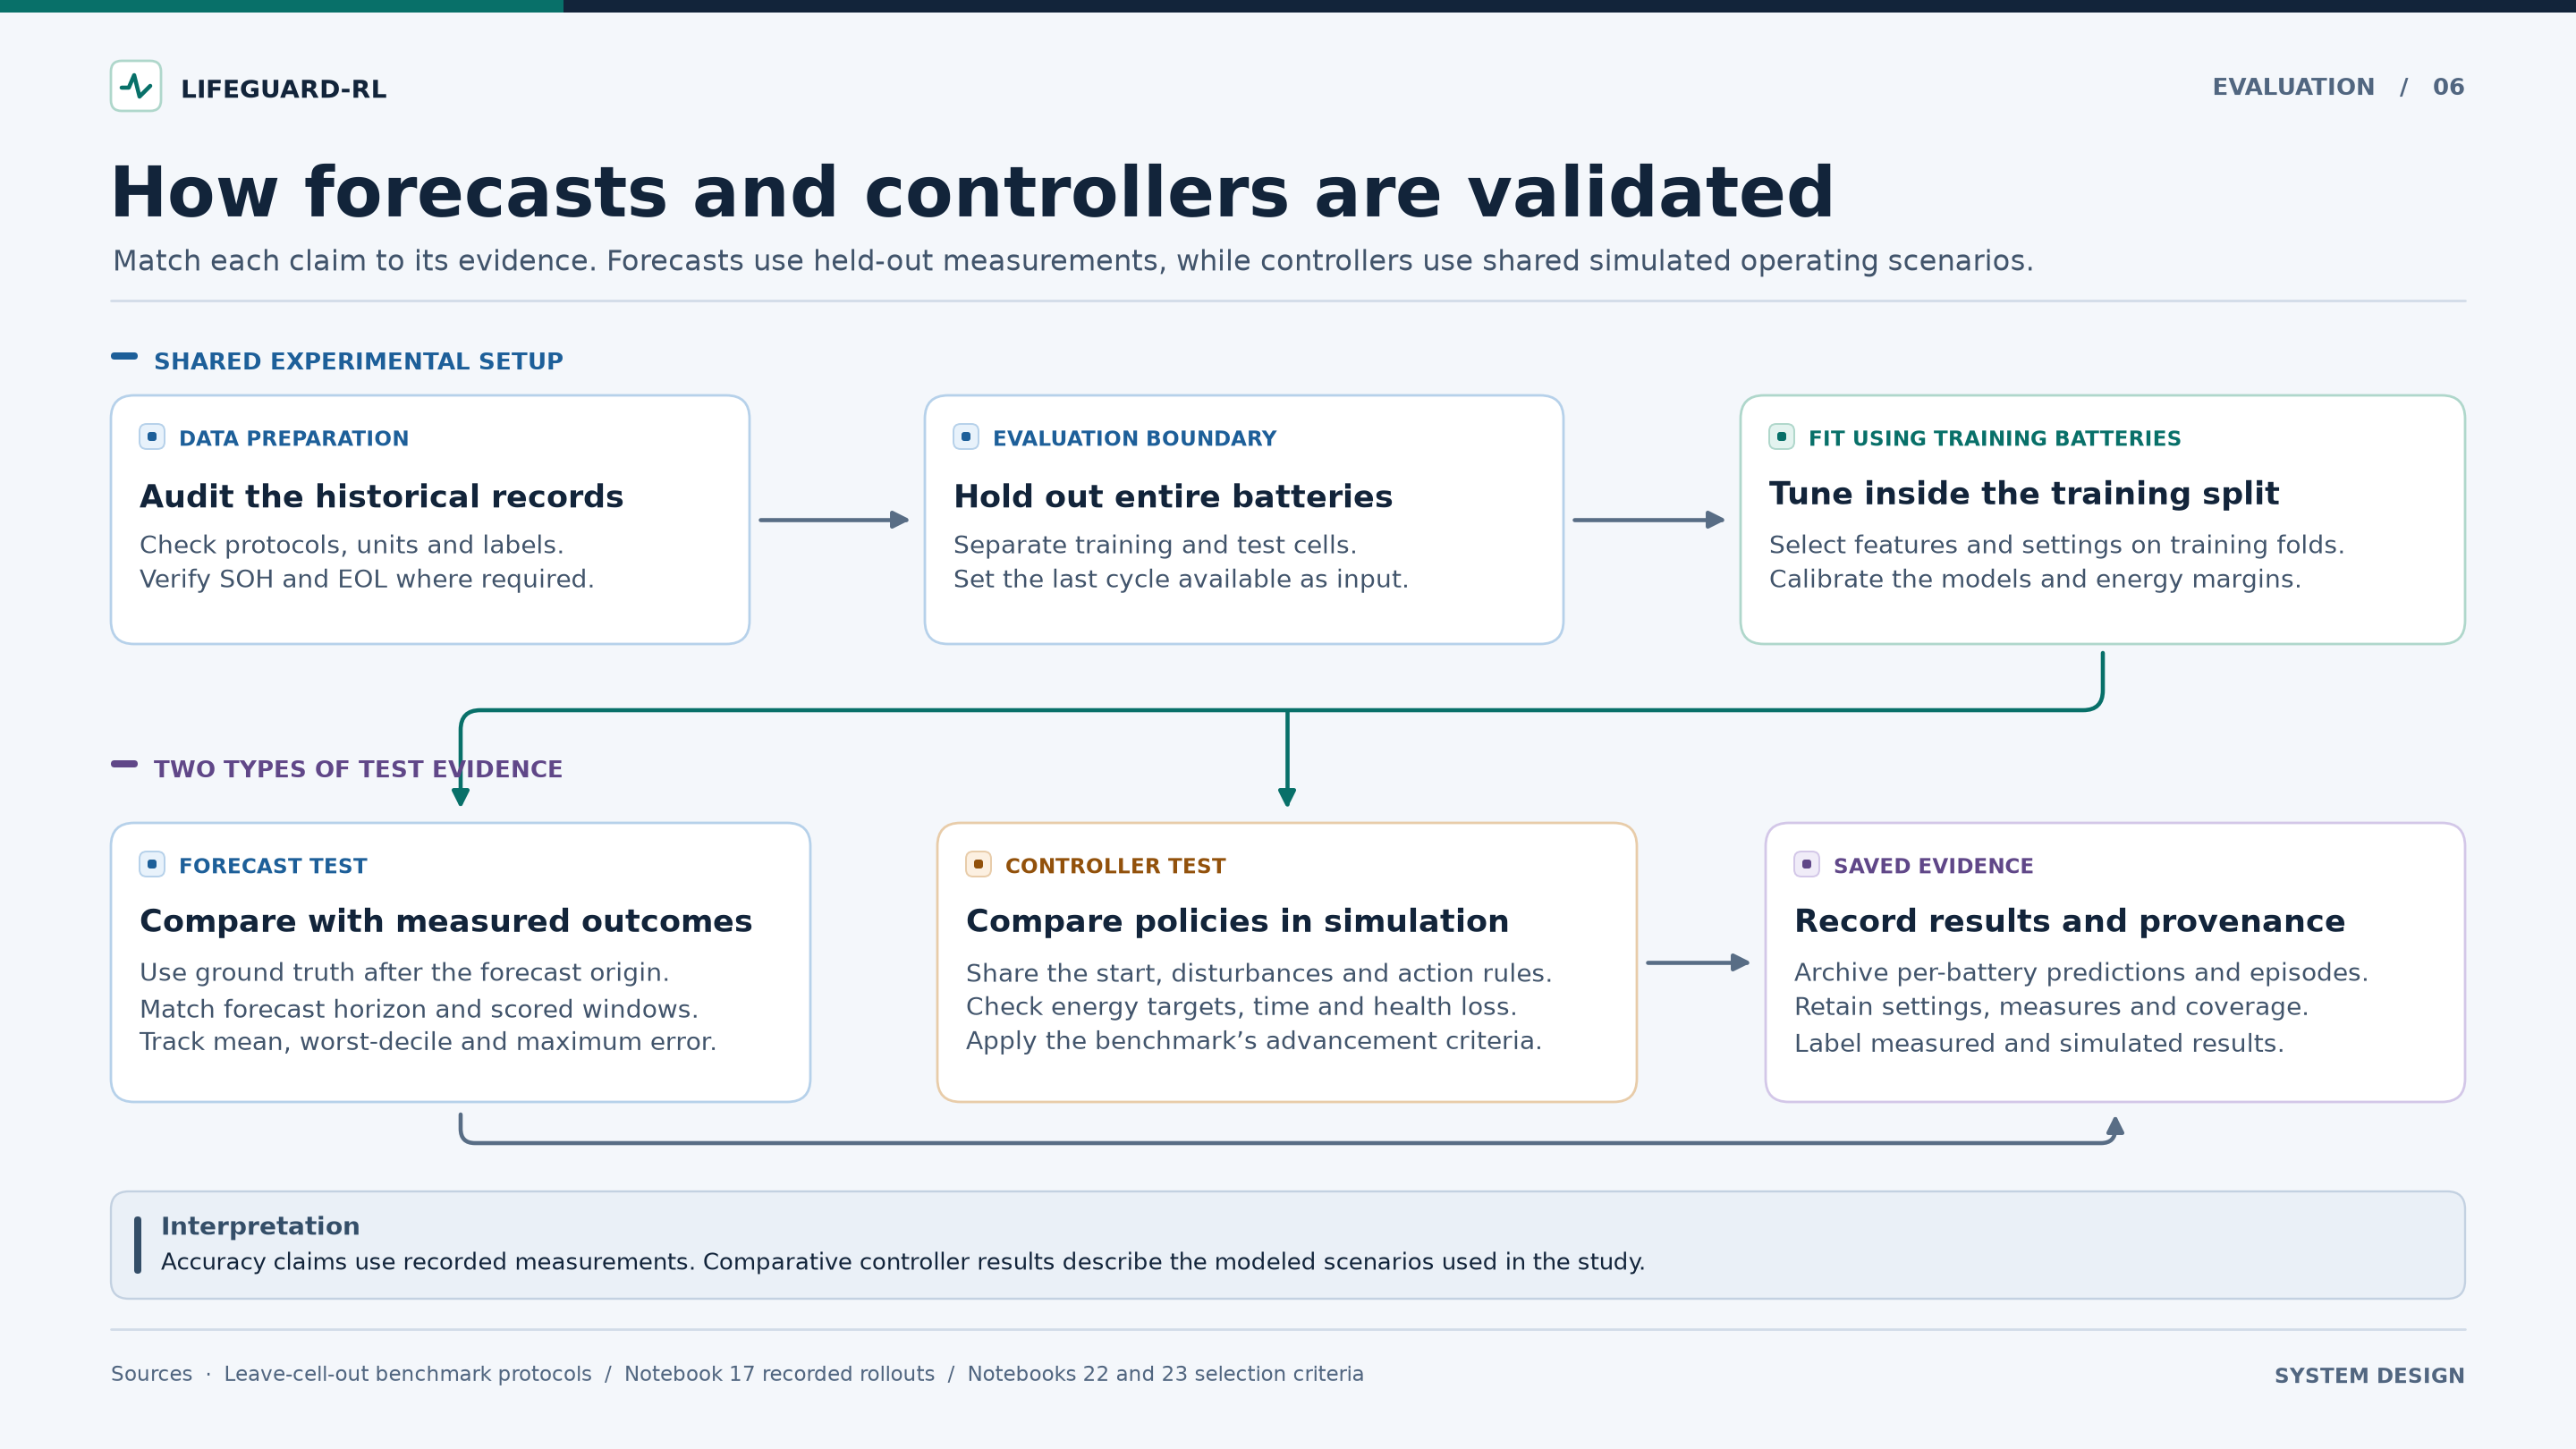 LIFEGUARD-RL
EVALUATION / 06
How forecasts and controllers are validated
Match each claim to its evidence. Forecasts use held-out measurements, while controllers use shared simulated operating scenarios.
SHARED EXPERIMENTAL SETUP
DATA PREPARATION
Audit the historical records
Check protocols, units and labels.
Verify SOH and EOL where required.
EVALUATION BOUNDARY
Hold out entire batteries
Separate training and test cells.
Set the last cycle available as input.
FIT USING TRAINING BATTERIES
Tune inside the training split
Select features and settings on training folds.
Calibrate the models and energy margins.
TWO TYPES OF TEST EVIDENCE
FORECAST TEST
Compare with measured outcomes
Use ground truth after the forecast origin.
Match forecast horizon and scored windows.
Track mean, worst-decile and maximum error.
CONTROLLER TEST
Compare policies in simulation
Share the start, disturbances and action rules.
Check energy targets, time and health loss.
Apply the benchmark’s advancement criteria.
SAVED EVIDENCE
Record results and provenance
Archive per-battery predictions and episodes.
Retain settings, measures and coverage.
Label measured and simulated results.
Interpretation
Accuracy claims use recorded measurements. Comparative controller results describe the modeled scenarios used in the study.
Sources · Leave-cell-out benchmark protocols / Notebook 17 recorded rollouts / Notebooks 22 and 23 selection criteria
SYSTEM DESIGN